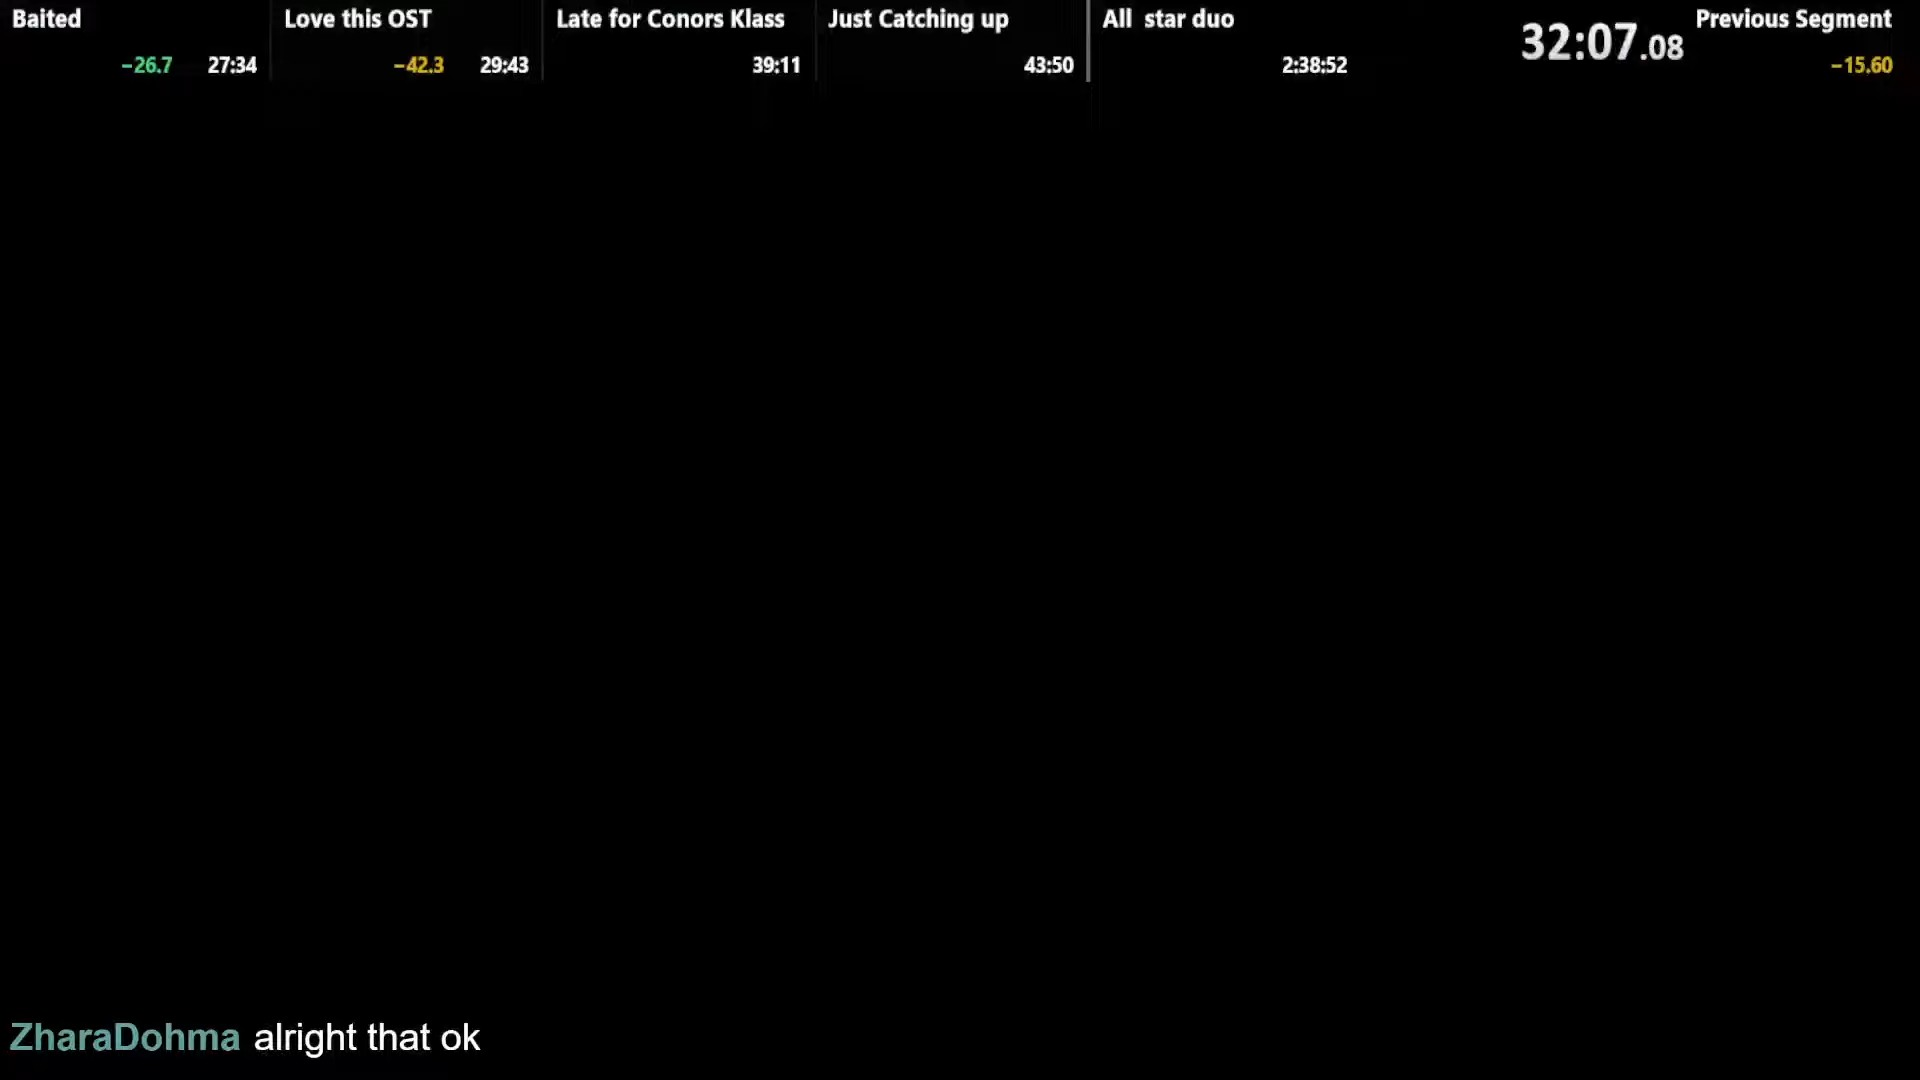 Baited
−26.7 27:34
Love this OST
−42.3 29:43
Late for Conors Klass
39:11
Just Catching up
43:50
All star duo
2:38:52
32:07.08
Previous Segment
−15.60
ZharaDohma alright that ok